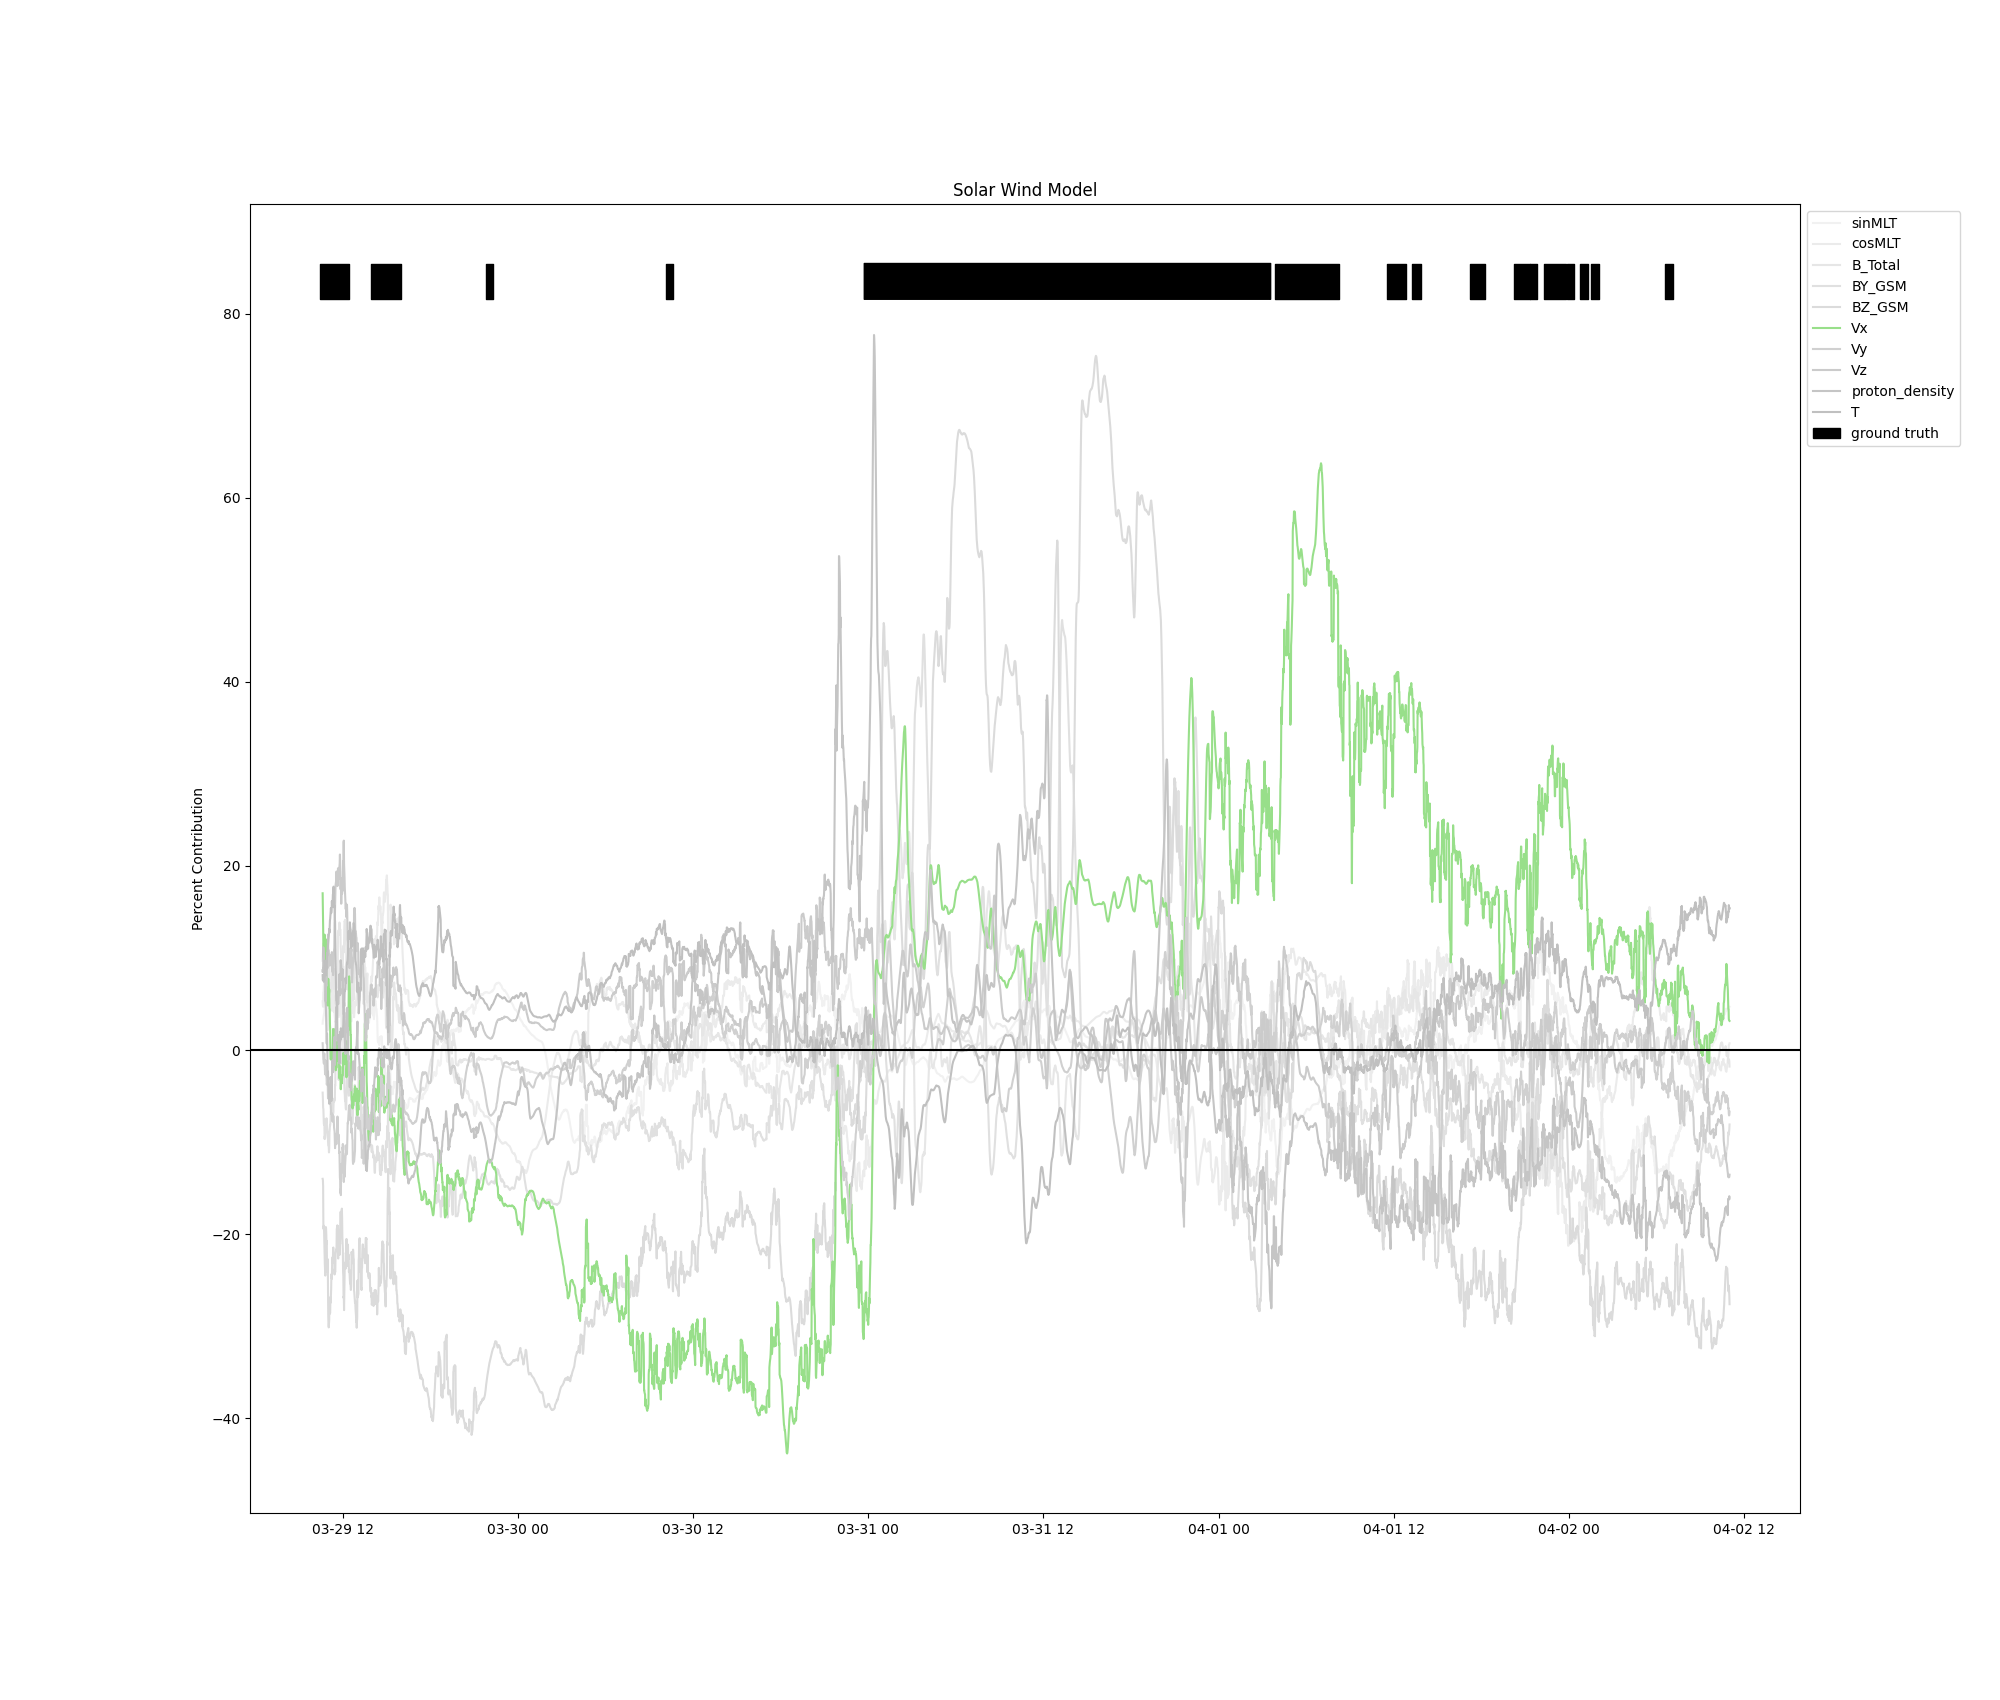 Solar Wind Model
sinMLT
cosMLT
B_Total
BY_GSM
BZ_GSM
Vx
Vy
Vz
proton_density
T
ground truth
Percent Contribution
80
60
40
20
0
−20
−40
03-29 12
03-30 00
03-30 12
03-31 00
03-31 12
04-01 00
04-01 12
04-02 00
04-02 12